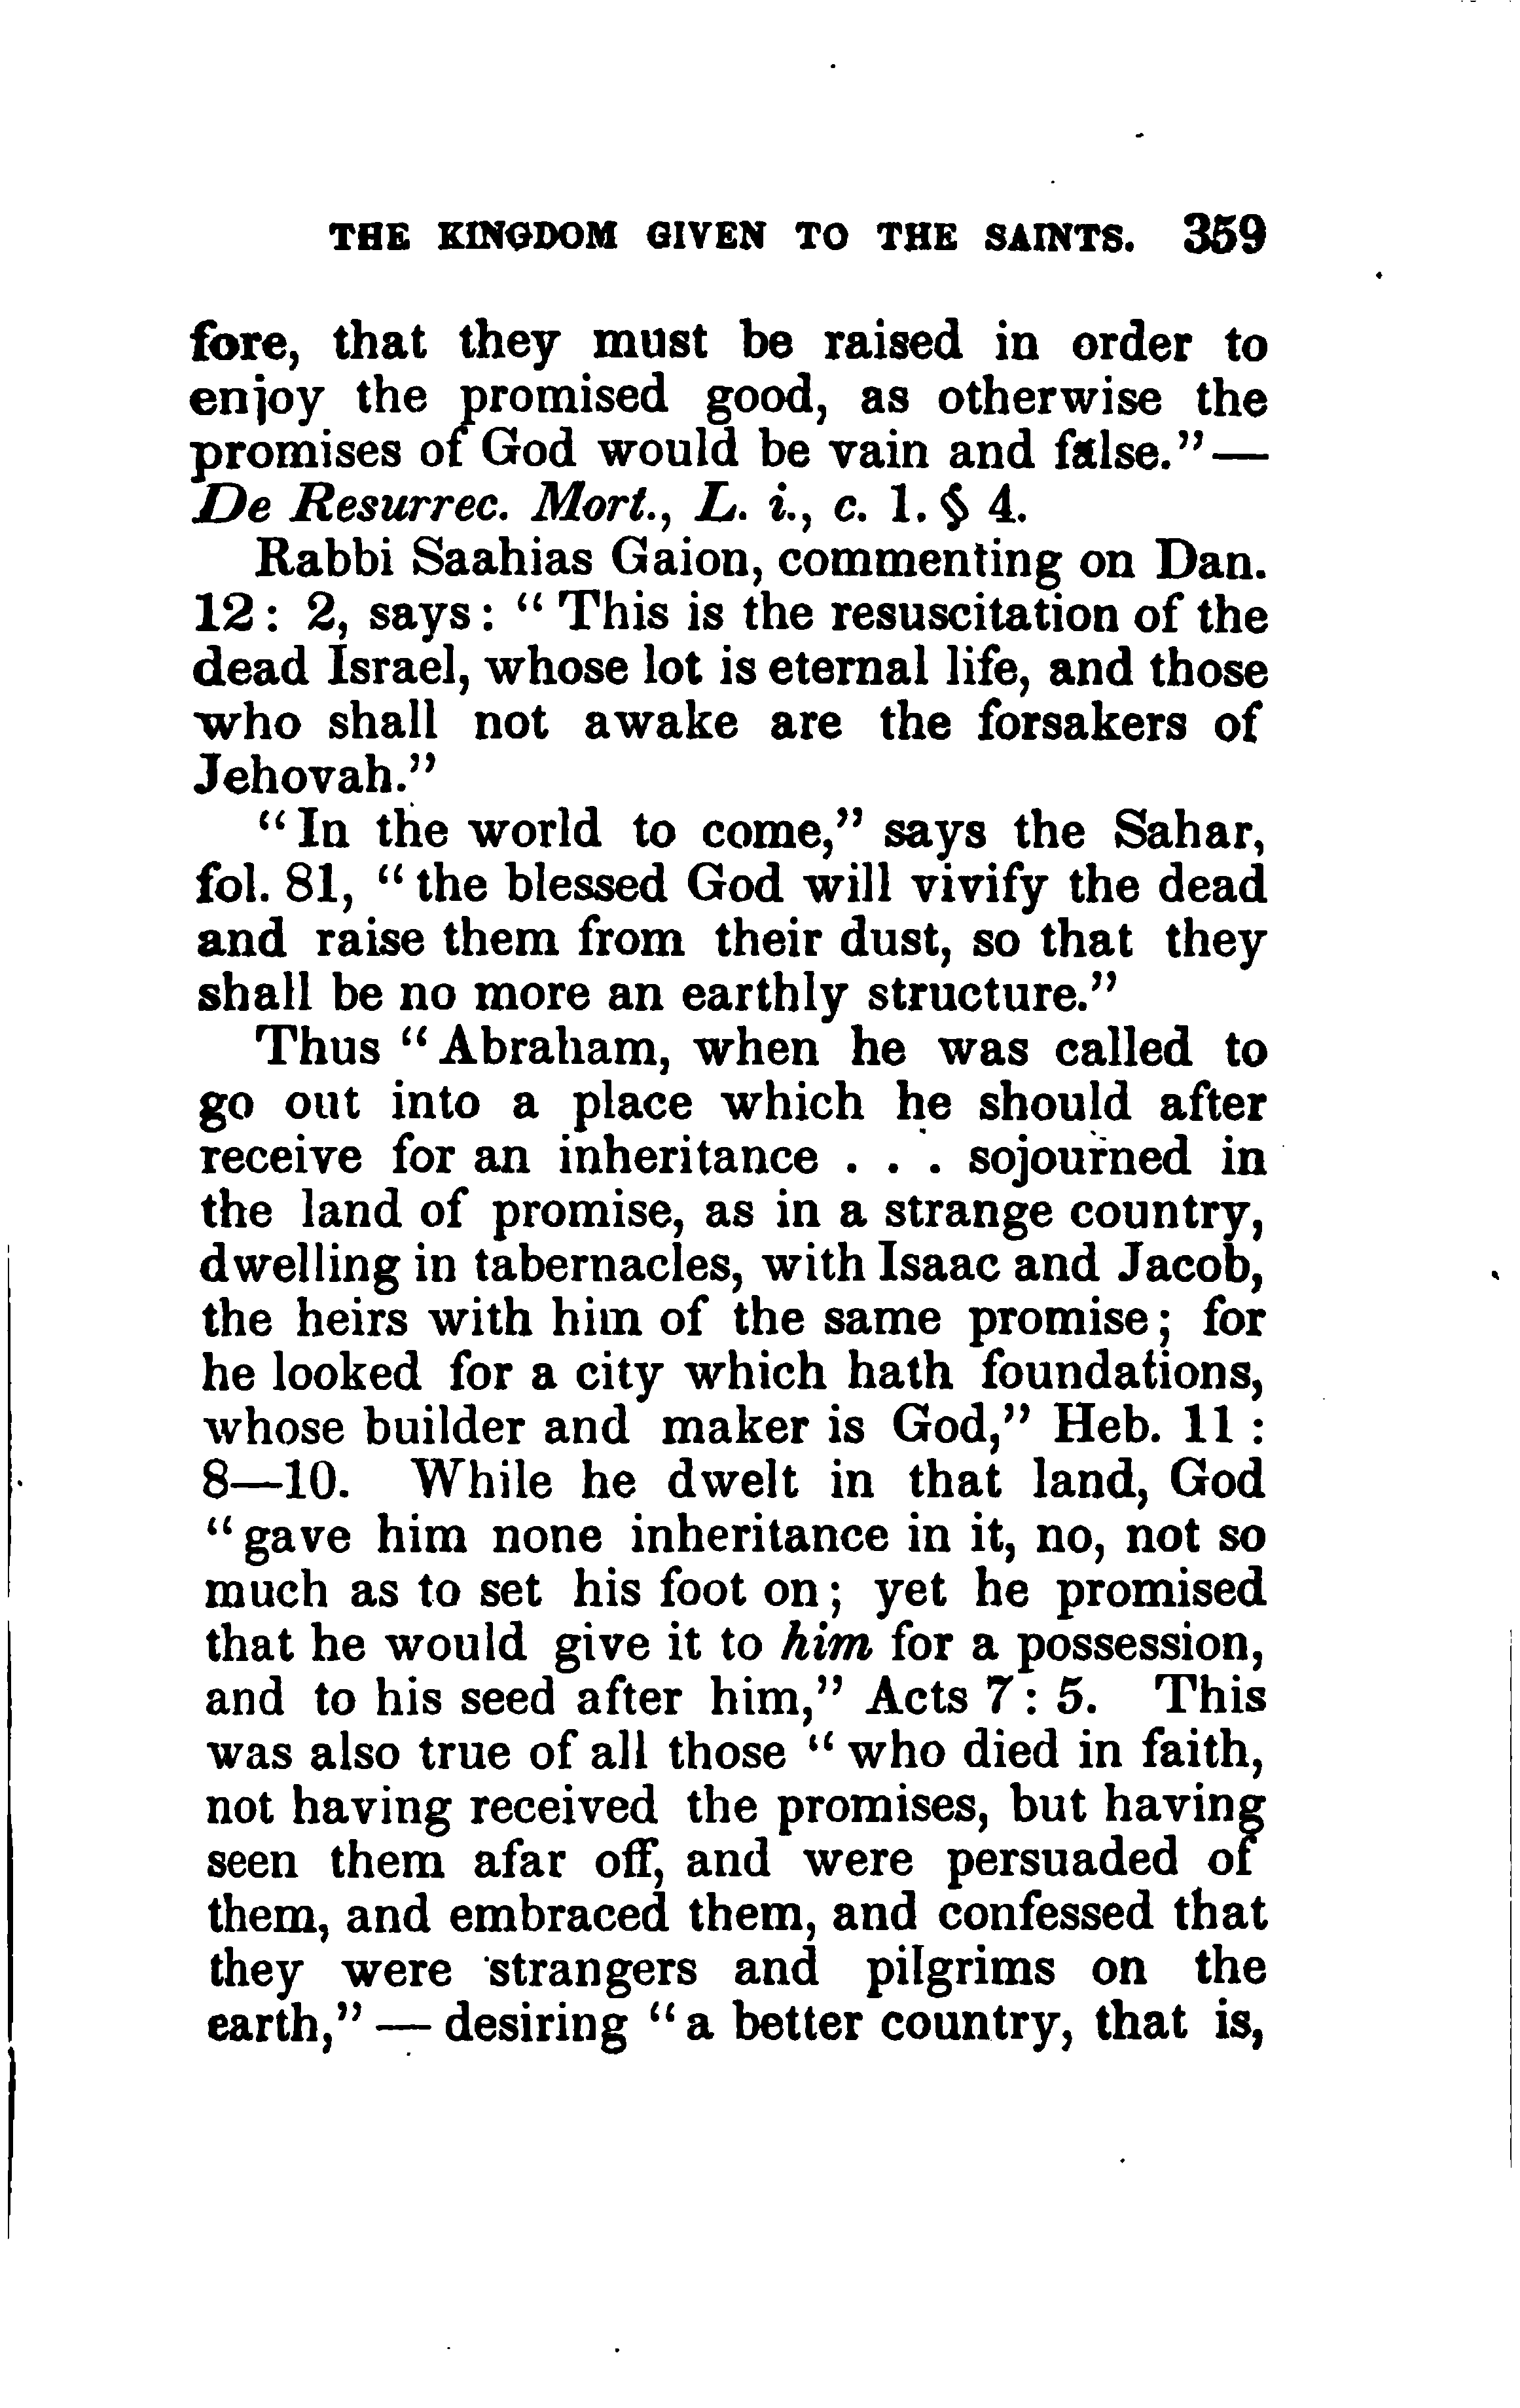 THE KINGDOM GIVEN TO THE SAINTS. 359
fore, that they must be raised in order to
enjoy the promised good, as otherwise the
promises of God would be vain and false."—
De Resurrec. Mort., L. i., c. 1. § 4.
Rabbi Saahias Gaion, commenting on Dan.
12: 2, says: "This is the resuscitation of the
dead Israel, whose lot is eternal life, and those
who shall not awake are the forsakers of
Jehovah."
"In the world to come," says the Sahar,
fol. 81, "the blessed God will vivify the dead
and raise them from their dust, so that they
shall be no more an earthly structure."
Thus "Abraham, when he was called to
go out into a place which he should after
receive for an inheritance . . . sojourned in
the land of promise, as in a strange country,
dwelling in tabernacles, with Isaac and Jacob,
the heirs with him of the same promise; for
he looked for a city which hath foundations,
whose builder and maker is God," Heb. 11:
8—10. While he dwelt in that land, God
"gave him none inheritance in it, no, not so
much as to set his foot on; yet he promised
that he would give it to him for a possession,
and to his seed after him," Acts 7: 5. This
was also true of all those "who died in faith,
not having received the promises, but having
seen them afar off, and were persuaded of
them, and embraced them, and confessed that
they were strangers and pilgrims on the
earth,"—desiring "a better country, that is,